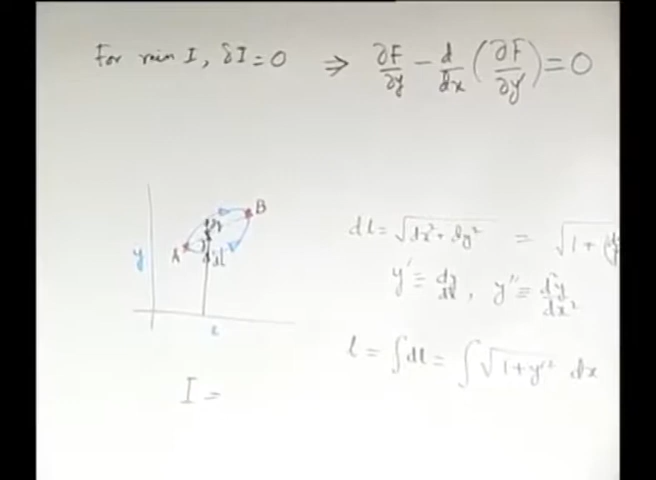 For min I, δI = 0 ⇒ ∂F/∂y − d/dx (∂F/∂y') = 0
B
A
y
dl = √(dx² + dy²) = √(1 + (
y' = dy/dx, y'' = d²y/dx²
l = ∫dl = ∫√(1 + y'²) dx
I =